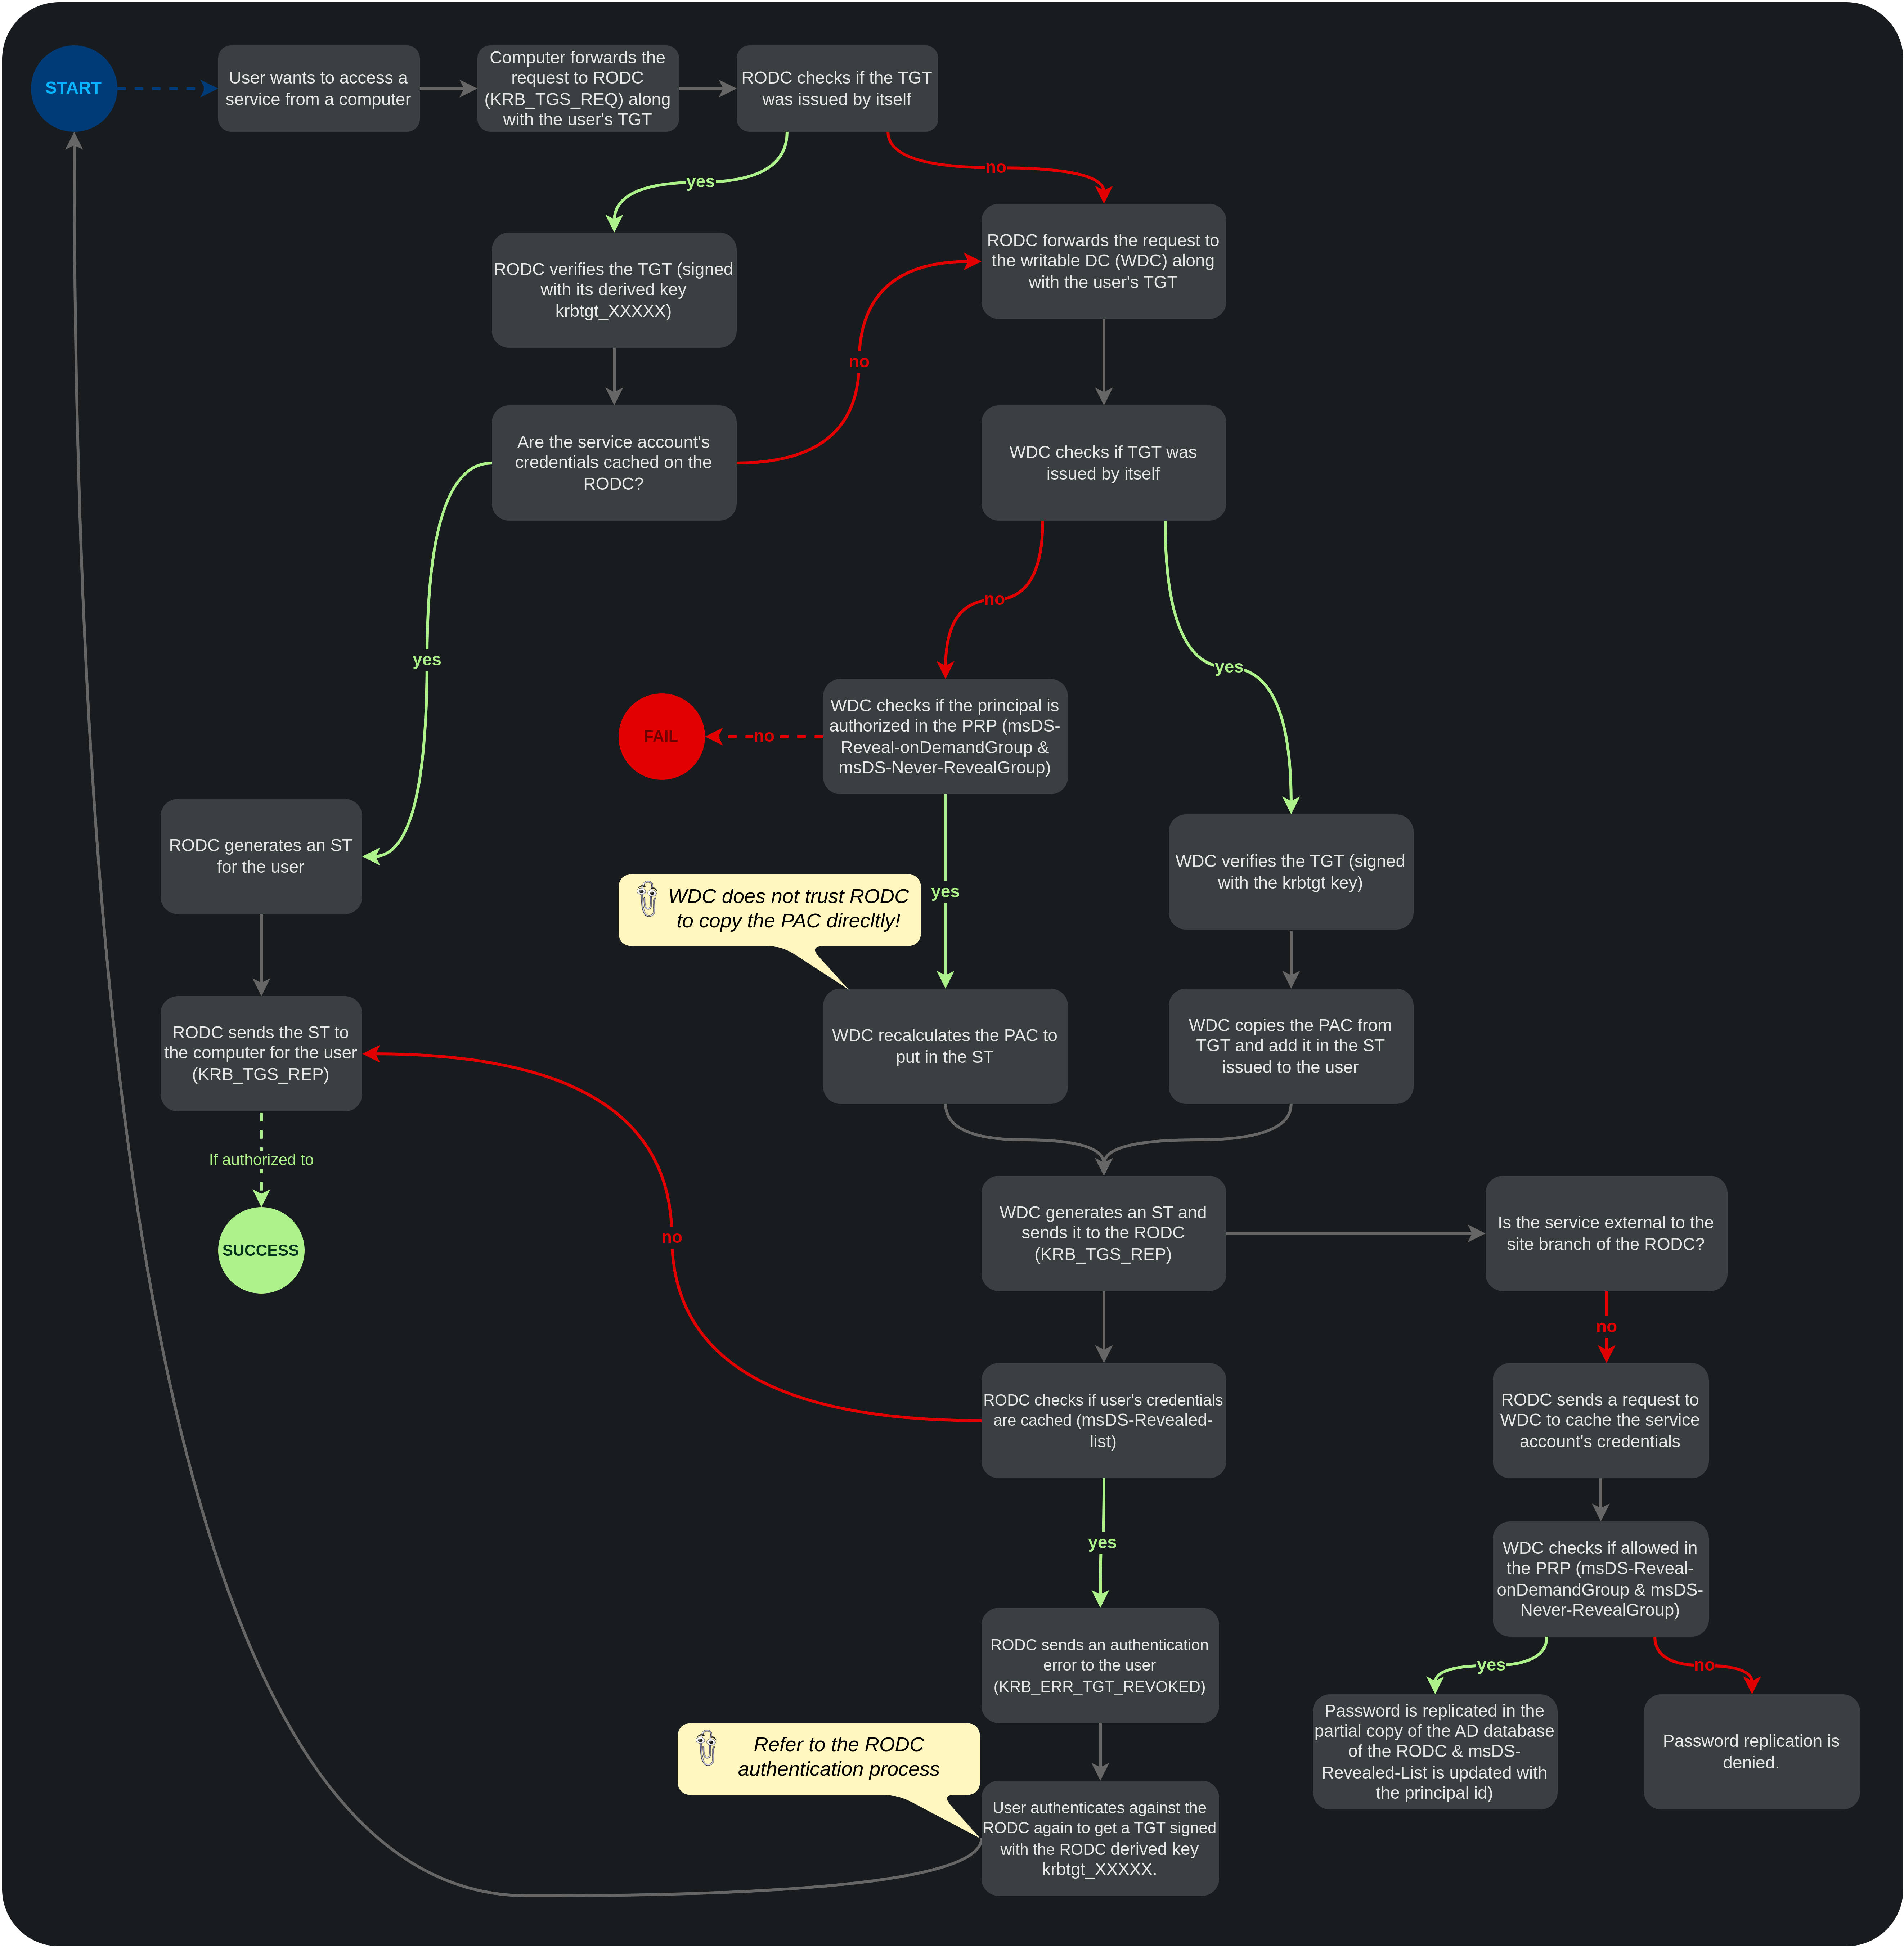 START
User wants to access a
service from a computer
Computer forwards the
request to RODC
(KRB_TGS_REQ) along
with the user's TGT
RODC checks if the TGT
was issued by itself
yes
no
RODC verifies the TGT (signed
with its derived key
krbtgt_XXXXX)
RODC forwards the request to
the writable DC (WDC) along
with the user's TGT
no
Are the service account's
credentials cached on the
RODC?
WDC checks if TGT was
issued by itself
no
yes
yes
WDC checks if the principal is
authorized in the PRP (msDS-
Reveal-onDemandGroup &
msDS-Never-RevealGroup)
no
FAIL
RODC generates an ST
for the user
yes
WDC verifies the TGT (signed
with the krbtgt key)
WDC does not trust RODC
to copy the PAC direcltly!
RODC sends the ST to
the computer for the user
(KRB_TGS_REP)
WDC recalculates the PAC to
put in the ST
WDC copies the PAC from
TGT and add it in the ST
issued to the user
If authorized to
SUCCESS
no
WDC generates an ST and
sends it to the RODC
(KRB_TGS_REP)
Is the service external to the
site branch of the RODC?
no
RODC checks if user's credentials
are cached (msDS-Revealed-
list)
RODC sends a request to
WDC to cache the service
account's credentials
yes
WDC checks if allowed in
the PRP (msDS-Reveal-
onDemandGroup & msDS-
Never-RevealGroup)
yes
no
RODC sends an authentication
error to the user
(KRB_ERR_TGT_REVOKED)
Password is replicated in the
partial copy of the AD database
of the RODC & msDS-
Revealed-List is updated with
the principal id)
Password replication is
denied.
Refer to the RODC
authentication process
User authenticates against the
RODC again to get a TGT signed
with the RODC derived key
krbtgt_XXXXX.